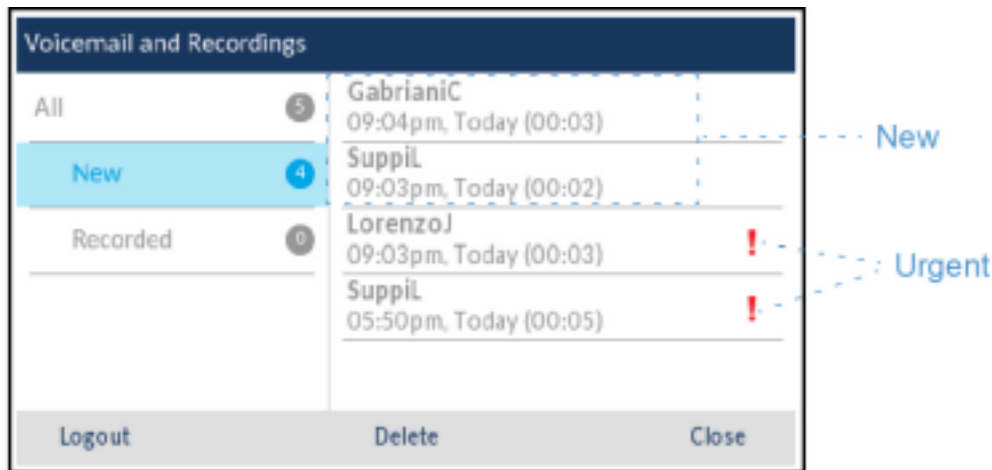 Voicemail and Recordings
All 5
New 4
Recorded 0
GabrianiC
09:04pm, Today (00:03)
SuppiL
09:03pm, Today (00:02)
LorenzoJ
09:03pm, Today (00:03) !
SuppiL
05:50pm, Today (00:05) !
New
Urgent
Logout Delete Close